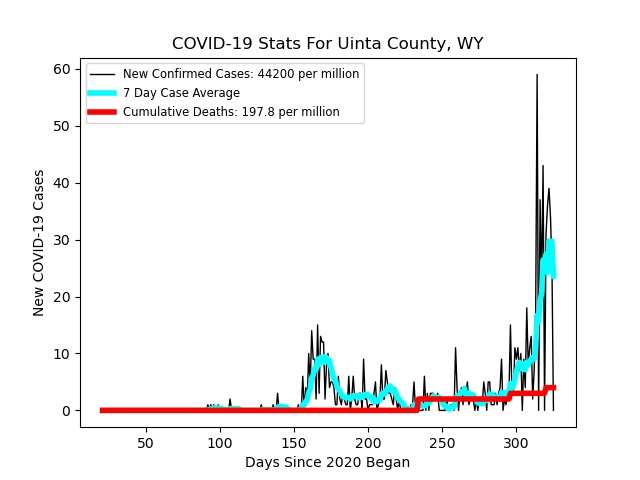 COVID-19 Stats For Uinta County, WY
New Confirmed Cases: 44200 per million
7 Day Case Average
Cumulative Deaths: 197.8 per million
60
50
40
30
20
10
0
New COVID-19 Cases
50 100 150 200 250 300
Days Since 2020 Began